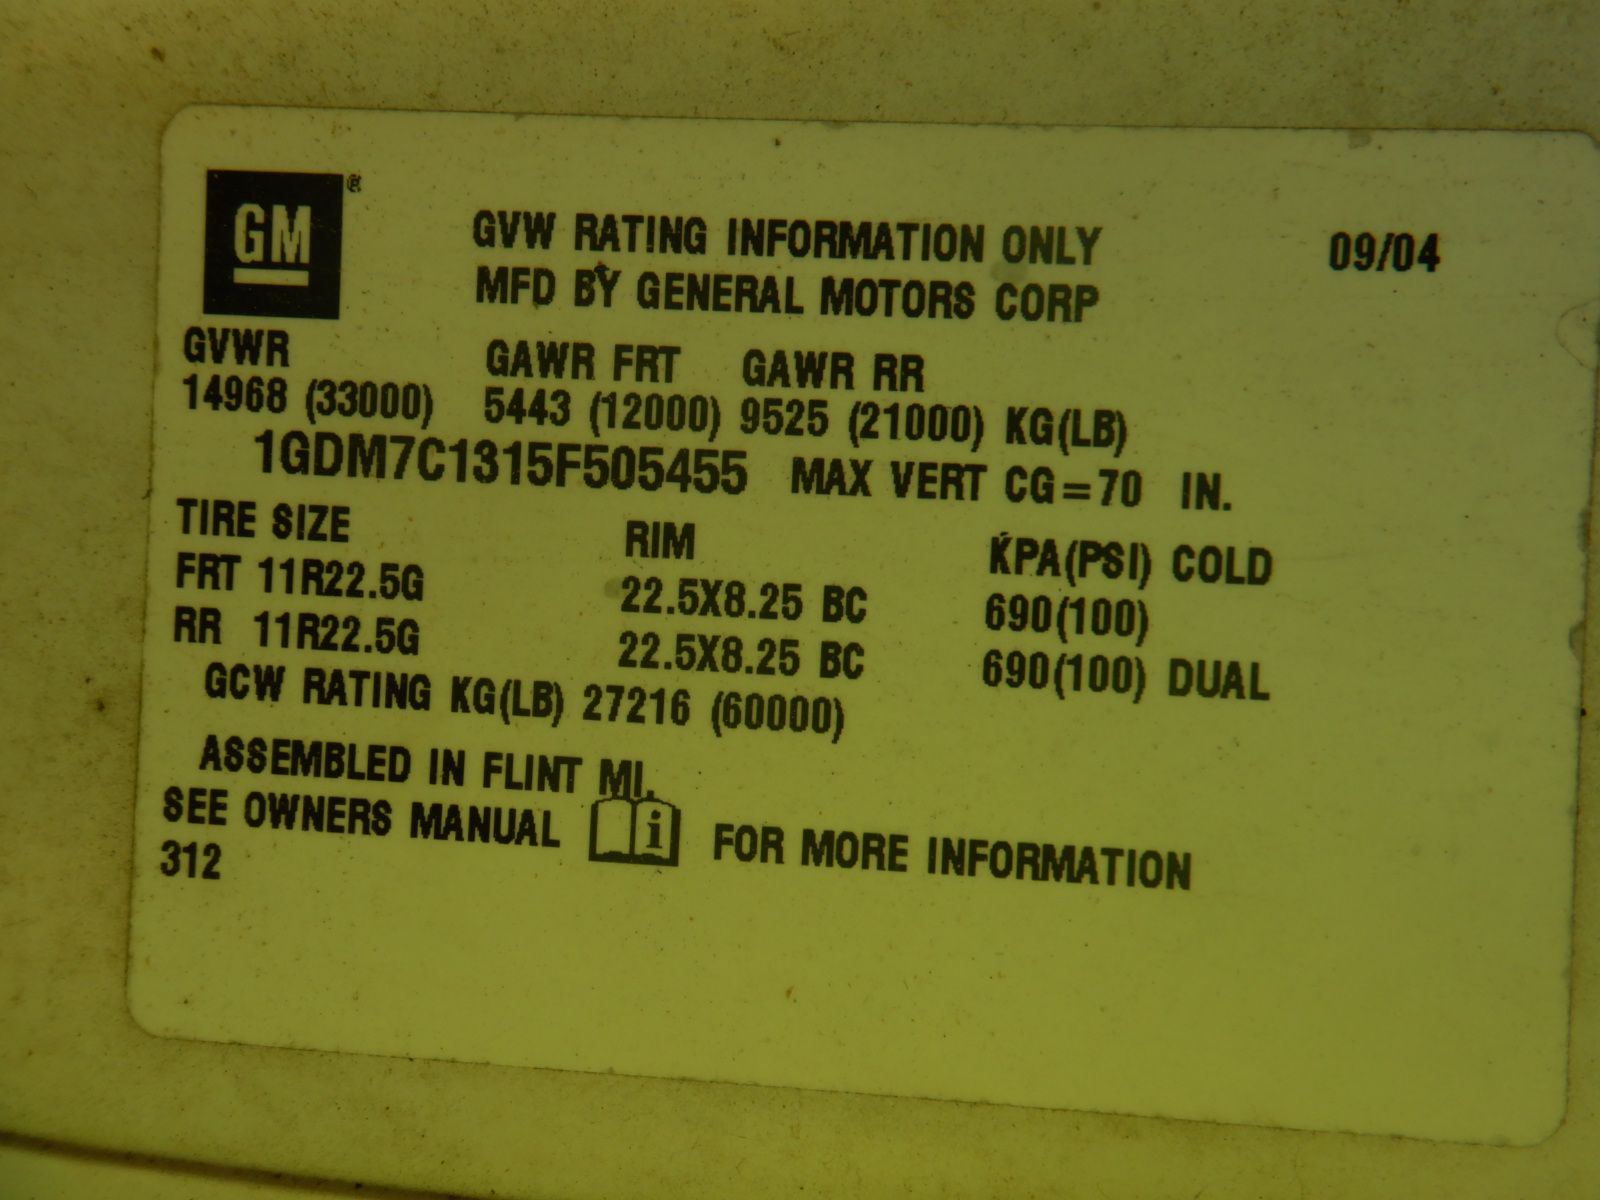 GM®
GVW RATING INFORMATION ONLY 09/04
MFD BY GENERAL MOTORS CORP
GVWR GAWR FRT GAWR RR
14968 (33000) 5443 (12000) 9525 (21000) KG(LB)
1GDM7C1315F505455 MAX VERT CG=70 IN.
TIRE SIZE RIM KPA(PSI) COLD
FRT 11R22.5G 22.5X8.25 BC 690(100)
RR 11R22.5G 22.5X8.25 BC 690(100) DUAL
GCW RATING KG(LB) 27216 (60000)
ASSEMBLED IN FLINT MI.
SEE OWNERS MANUAL i FOR MORE INFORMATION
312